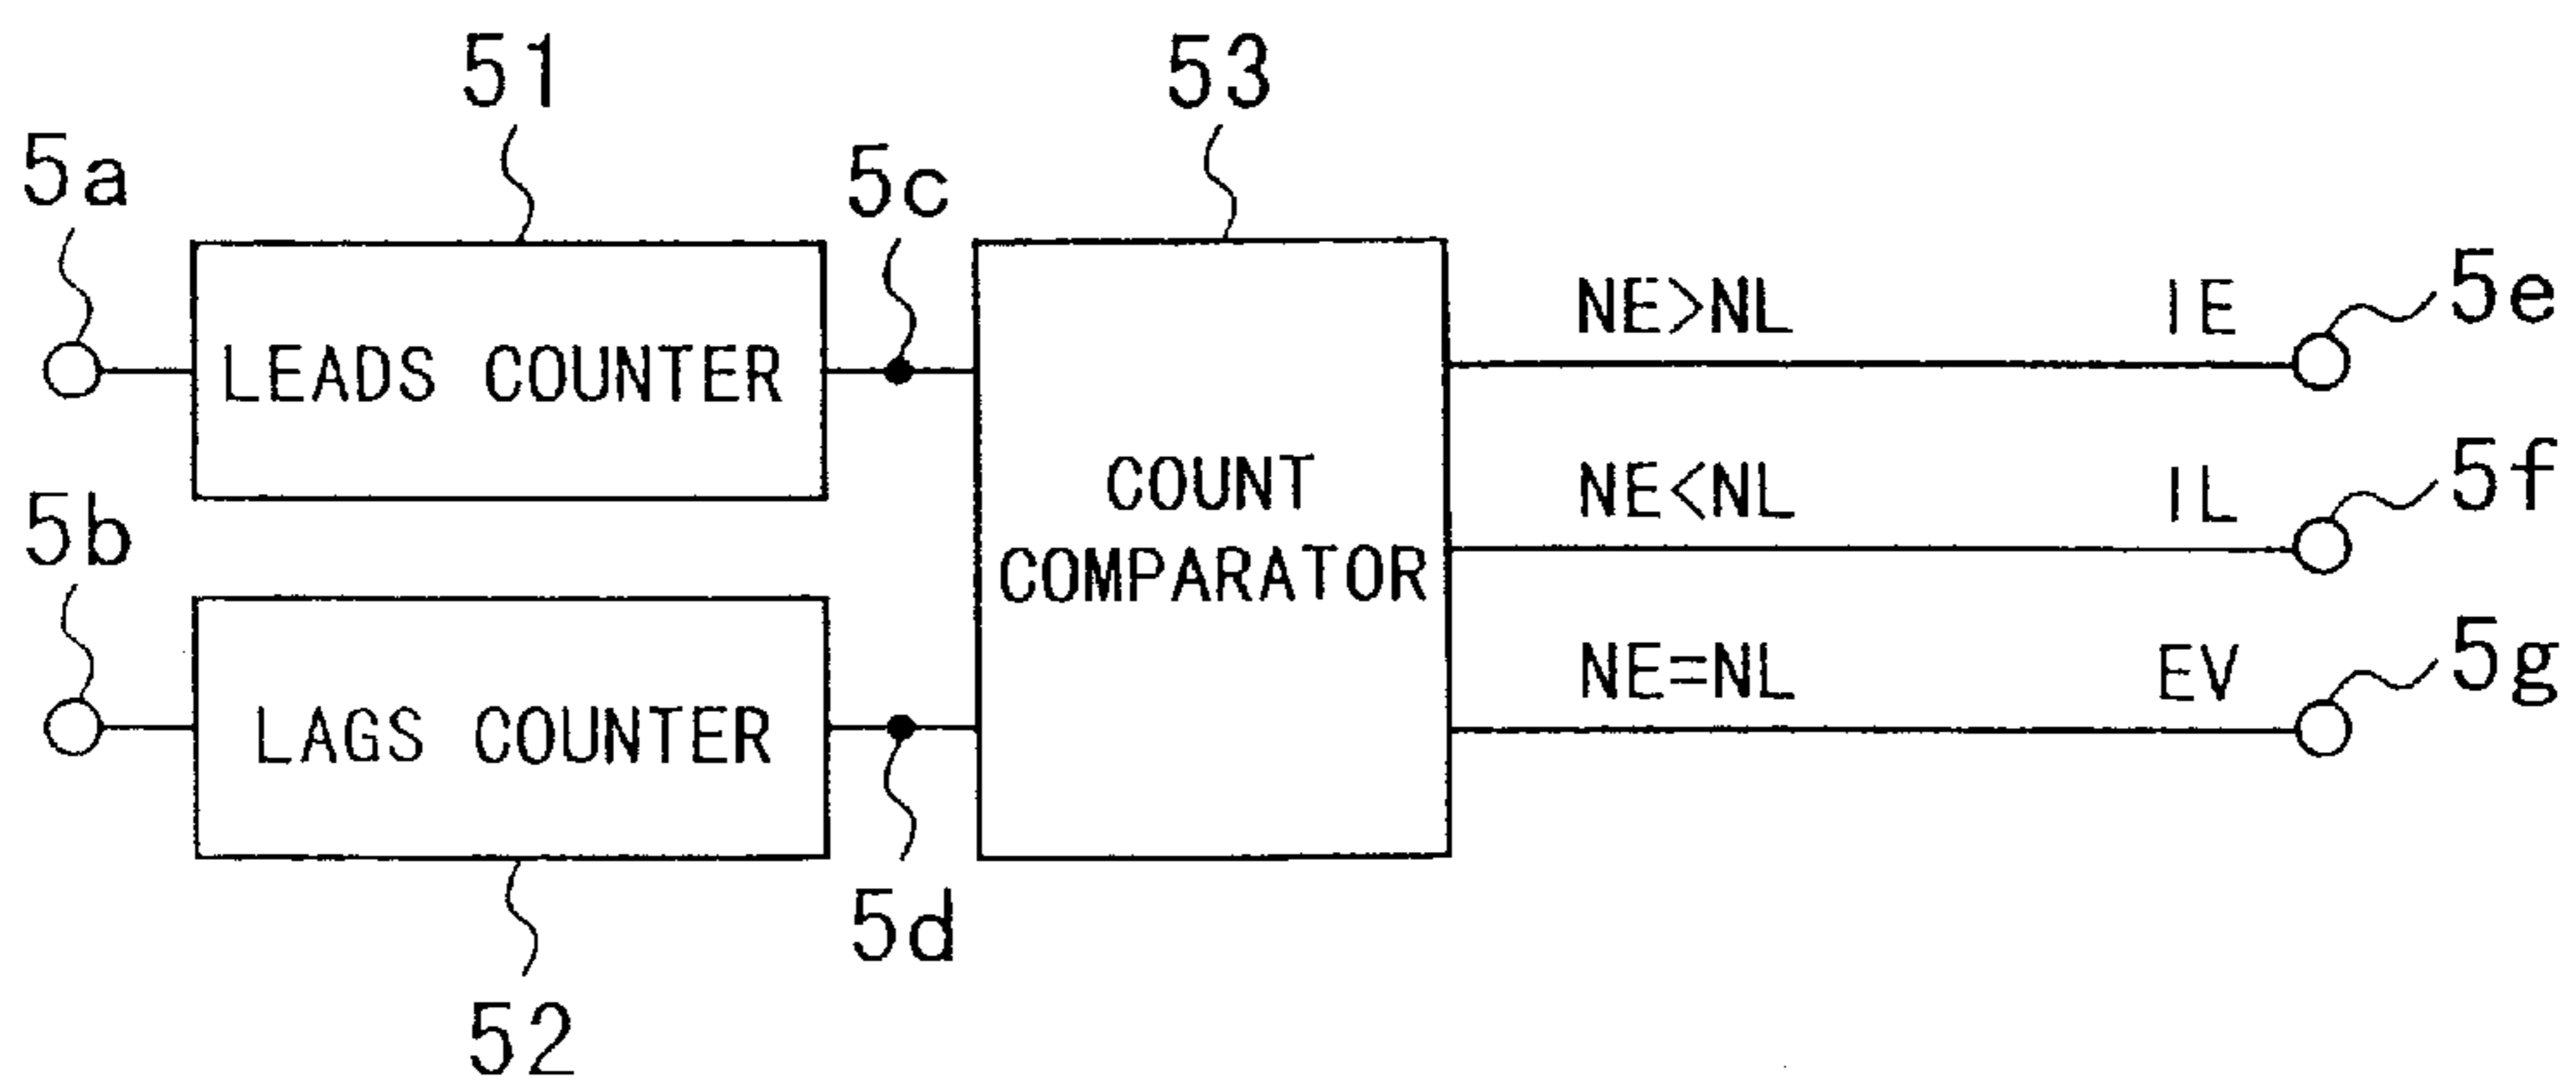 51
53
5a
5c
5e
NE>NL
IE
LEADS COUNTER
5f
COUNT
COMPARATOR
NE<NL
IL
5b
5g
NE=NL
EV
LAGS COUNTER
5d
52